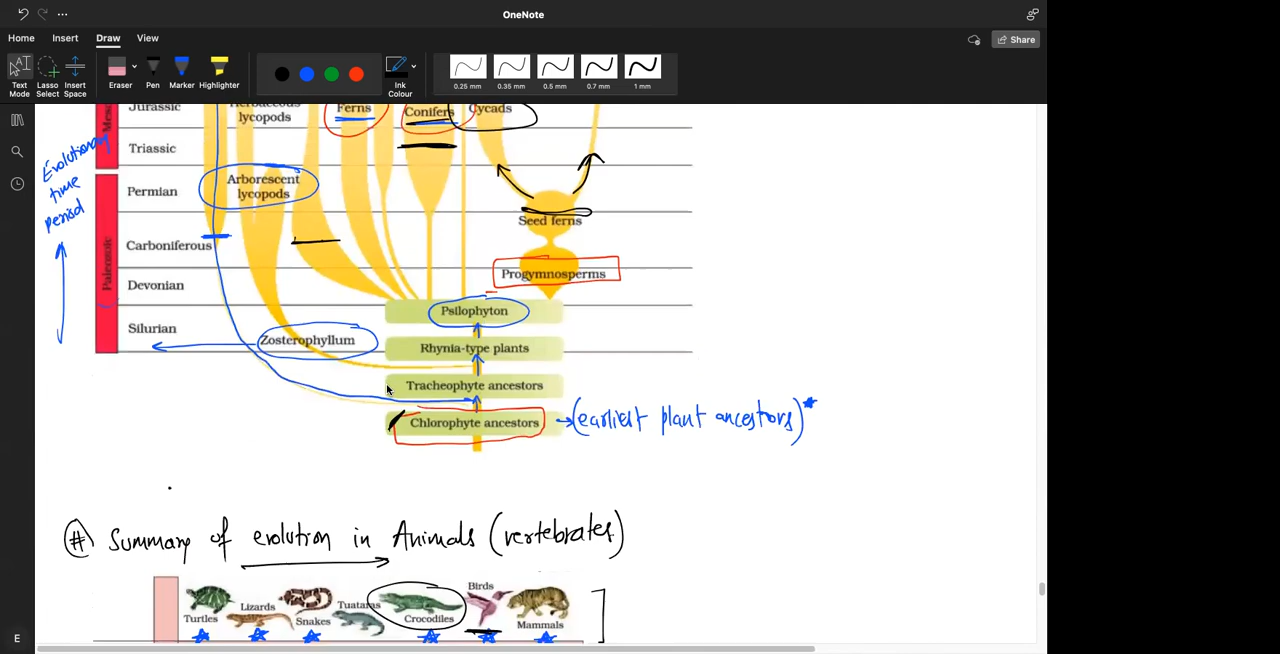 OneNote
Home Insert Draw View
Share
Text Mode
Lasso Select
Insert Space
Eraser
Pen
Marker
Highlighter
Ink Colour
0.25 mm 0.35 mm 0.5 mm 0.7 mm 1 mm
Jurassic
Herbaceous lycopods
Ferns
Conifers
Cycads
Triassic
Evolutionary
time
period
Permian
Arborescent
lycopods
Seed ferns
Carboniferous
Paleozoic
Progymnosperms
Devonian
Psilophyton
Silurian
Zosterophyllum
Rhynia-type plants
Tracheophyte ancestors
Chlorophyte ancestors
(earliest plant ancestors)*
# Summary of evolution in Animals (vertebrates)
Turtles
Lizards
Snakes
Tuataras
Crocodiles
Birds
Mammals
E